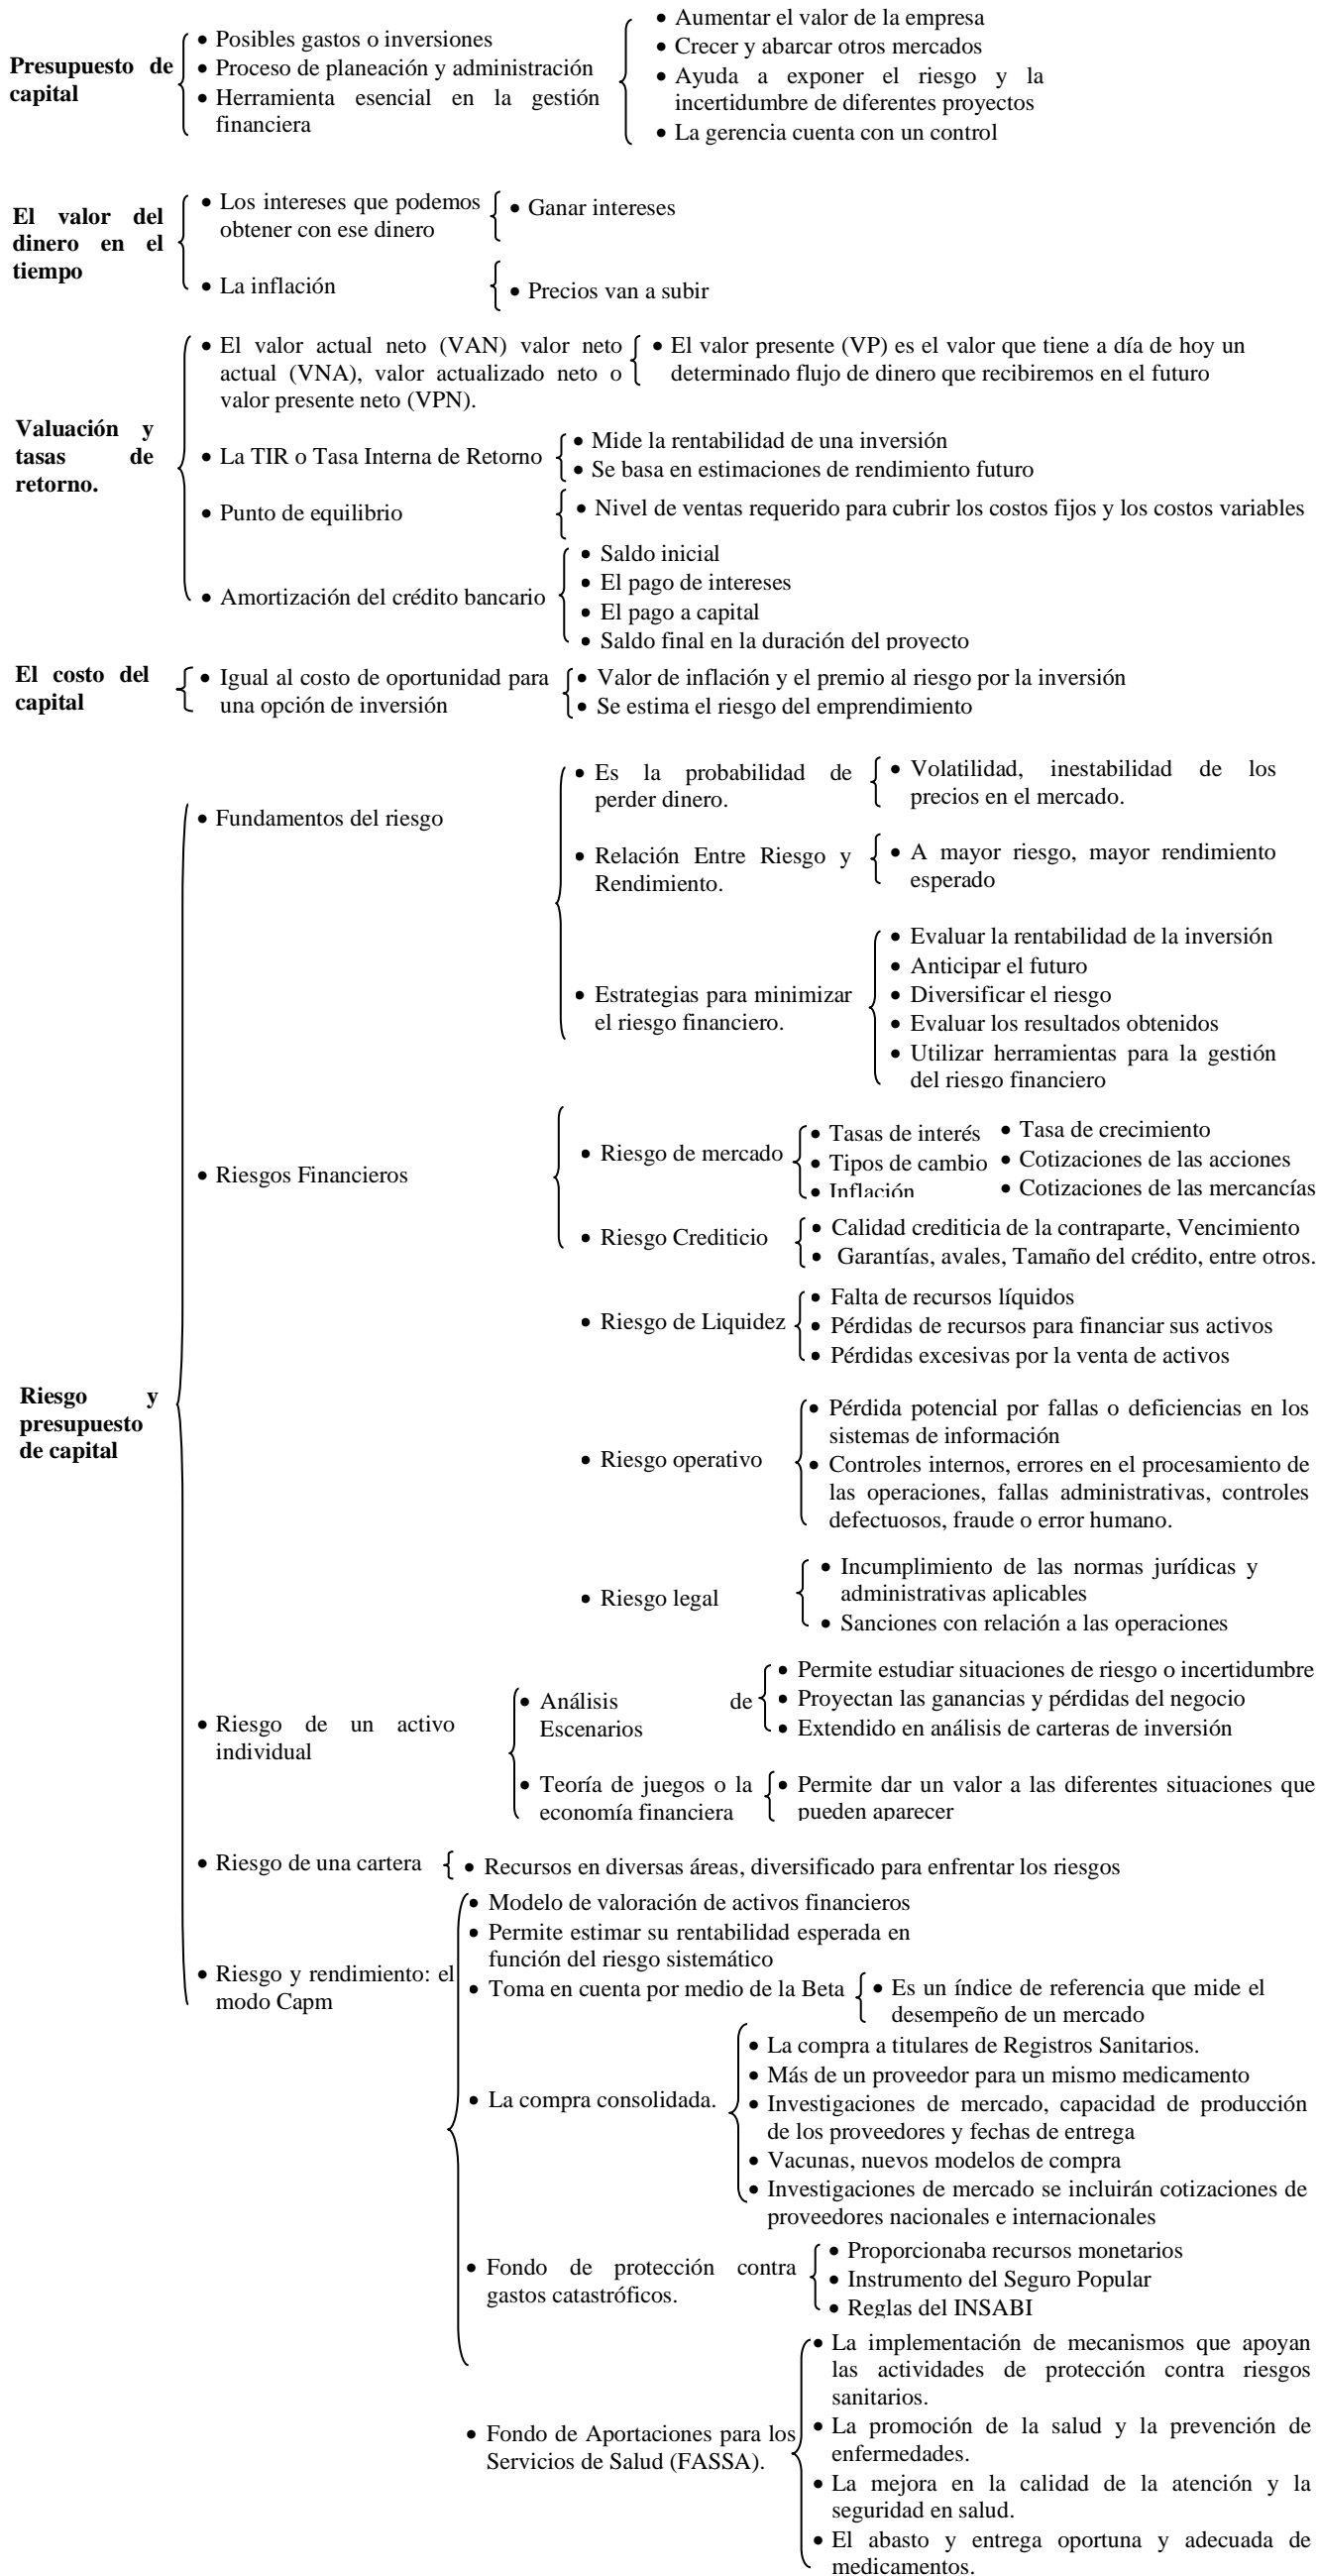 Presupuesto de
capital
• Posibles gastos o inversiones
• Proceso de planeación y administración
• Herramienta esencial en la gestión
financiera
• Aumentar el valor de la empresa
• Crecer y abarcar otros mercados
• Ayuda a exponer el riesgo y la
incertidumbre de diferentes proyectos
• La gerencia cuenta con un control
El valor del
dinero en el
tiempo
• Los intereses que podemos
obtener con ese dinero
• Ganar intereses
• La inflación
• Precios van a subir
Valuación y
tasas de
retorno.
• El valor actual neto (VAN) valor neto
actual (VNA), valor actualizado neto o
valor presente neto (VPN).
• El valor presente (VP) es el valor que tiene a día de hoy un
determinado flujo de dinero que recibiremos en el futuro
• La TIR o Tasa Interna de Retorno
• Mide la rentabilidad de una inversión
• Se basa en estimaciones de rendimiento futuro
• Punto de equilibrio
• Nivel de ventas requerido para cubrir los costos fijos y los costos variables
• Amortización del crédito bancario
• Saldo inicial
• El pago de intereses
• El pago a capital
• Saldo final en la duración del proyecto
El costo del
capital
• Igual al costo de oportunidad para
una opción de inversión
• Valor de inflación y el premio al riesgo por la inversión
• Se estima el riesgo del emprendimiento
Riesgo y
presupuesto
de capital
• Fundamentos del riesgo
• Es la probabilidad de
perder dinero.
• Volatilidad, inestabilidad de los
precios en el mercado.
• Relación Entre Riesgo y
Rendimiento.
• A mayor riesgo, mayor rendimiento
esperado
• Estrategias para minimizar
el riesgo financiero.
• Evaluar la rentabilidad de la inversión
• Anticipar el futuro
• Diversificar el riesgo
• Evaluar los resultados obtenidos
• Utilizar herramientas para la gestión
del riesgo financiero
• Riesgos Financieros
• Riesgo de mercado
• Tasas de interés
• Tipos de cambio
• Inflación
• Tasa de crecimiento
• Cotizaciones de las acciones
• Cotizaciones de las mercancías
• Riesgo Crediticio
• Calidad crediticia de la contraparte, Vencimiento
• Garantías, avales, Tamaño del crédito, entre otros.
• Riesgo de Liquidez
• Falta de recursos líquidos
• Pérdidas de recursos para financiar sus activos
• Pérdidas excesivas por la venta de activos
• Riesgo operativo
• Pérdida potencial por fallas o deficiencias en los
sistemas de información
• Controles internos, errores en el procesamiento de
las operaciones, fallas administrativas, controles
defectuosos, fraude o error humano.
• Riesgo legal
• Incumplimiento de las normas jurídicas y
administrativas aplicables
• Sanciones con relación a las operaciones
• Riesgo de un activo
individual
• Análisis de
Escenarios
• Permite estudiar situaciones de riesgo o incertidumbre
• Proyectan las ganancias y pérdidas del negocio
• Extendido en análisis de carteras de inversión
• Teoría de juegos o la
economía financiera
• Permite dar un valor a las diferentes situaciones que
pueden aparecer
• Riesgo de una cartera
• Recursos en diversas áreas, diversificado para enfrentar los riesgos
• Riesgo y rendimiento: el
modo Capm
• Modelo de valoración de activos financieros
• Permite estimar su rentabilidad esperada en
función del riesgo sistemático
• Toma en cuenta por medio de la Beta
• Es un índice de referencia que mide el
desempeño de un mercado
• La compra consolidada.
• La compra a titulares de Registros Sanitarios.
• Más de un proveedor para un mismo medicamento
• Investigaciones de mercado, capacidad de producción
de los proveedores y fechas de entrega
• Vacunas, nuevos modelos de compra
• Investigaciones de mercado se incluirán cotizaciones de
proveedores nacionales e internacionales
• Fondo de protección contra
gastos catastróficos.
• Proporcionaba recursos monetarios
• Instrumento del Seguro Popular
• Reglas del INSABI
• Fondo de Aportaciones para los
Servicios de Salud (FASSA).
• La implementación de mecanismos que apoyan
las actividades de protección contra riesgos
sanitarios.
• La promoción de la salud y la prevención de
enfermedades.
• La mejora en la calidad de la atención y la
seguridad en salud.
• El abasto y entrega oportuna y adecuada de
medicamentos.